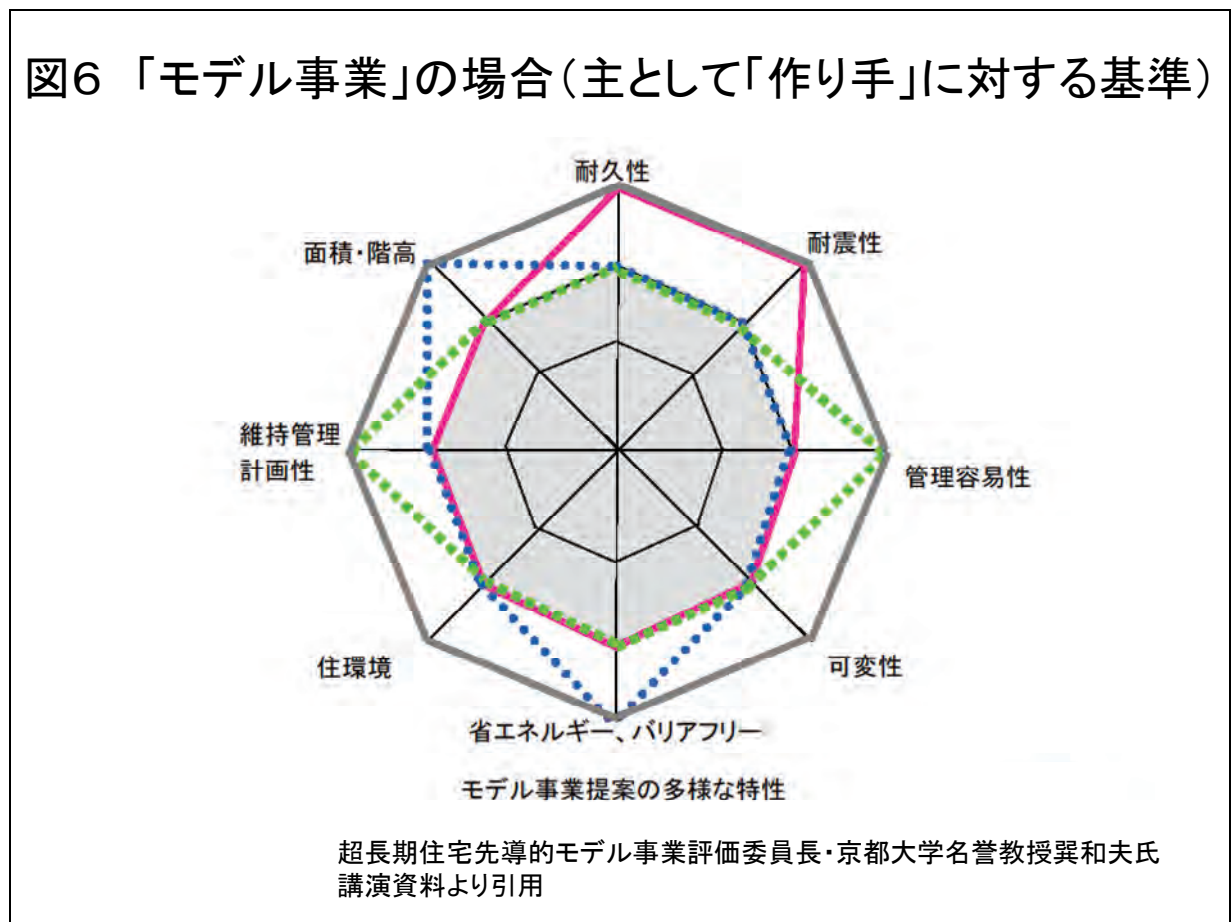 図6 「モデル事業」の場合(主として「作り手」に対する基準)
耐久性
面積・階高
耐震性
維持管理
計画性
管理容易性
住環境
可変性
省エネルギー、バリアフリー
モデル事業提案の多様な特性
超長期住宅先導的モデル事業評価委員長・京都大学名誉教授巽和夫氏
講演資料より引用